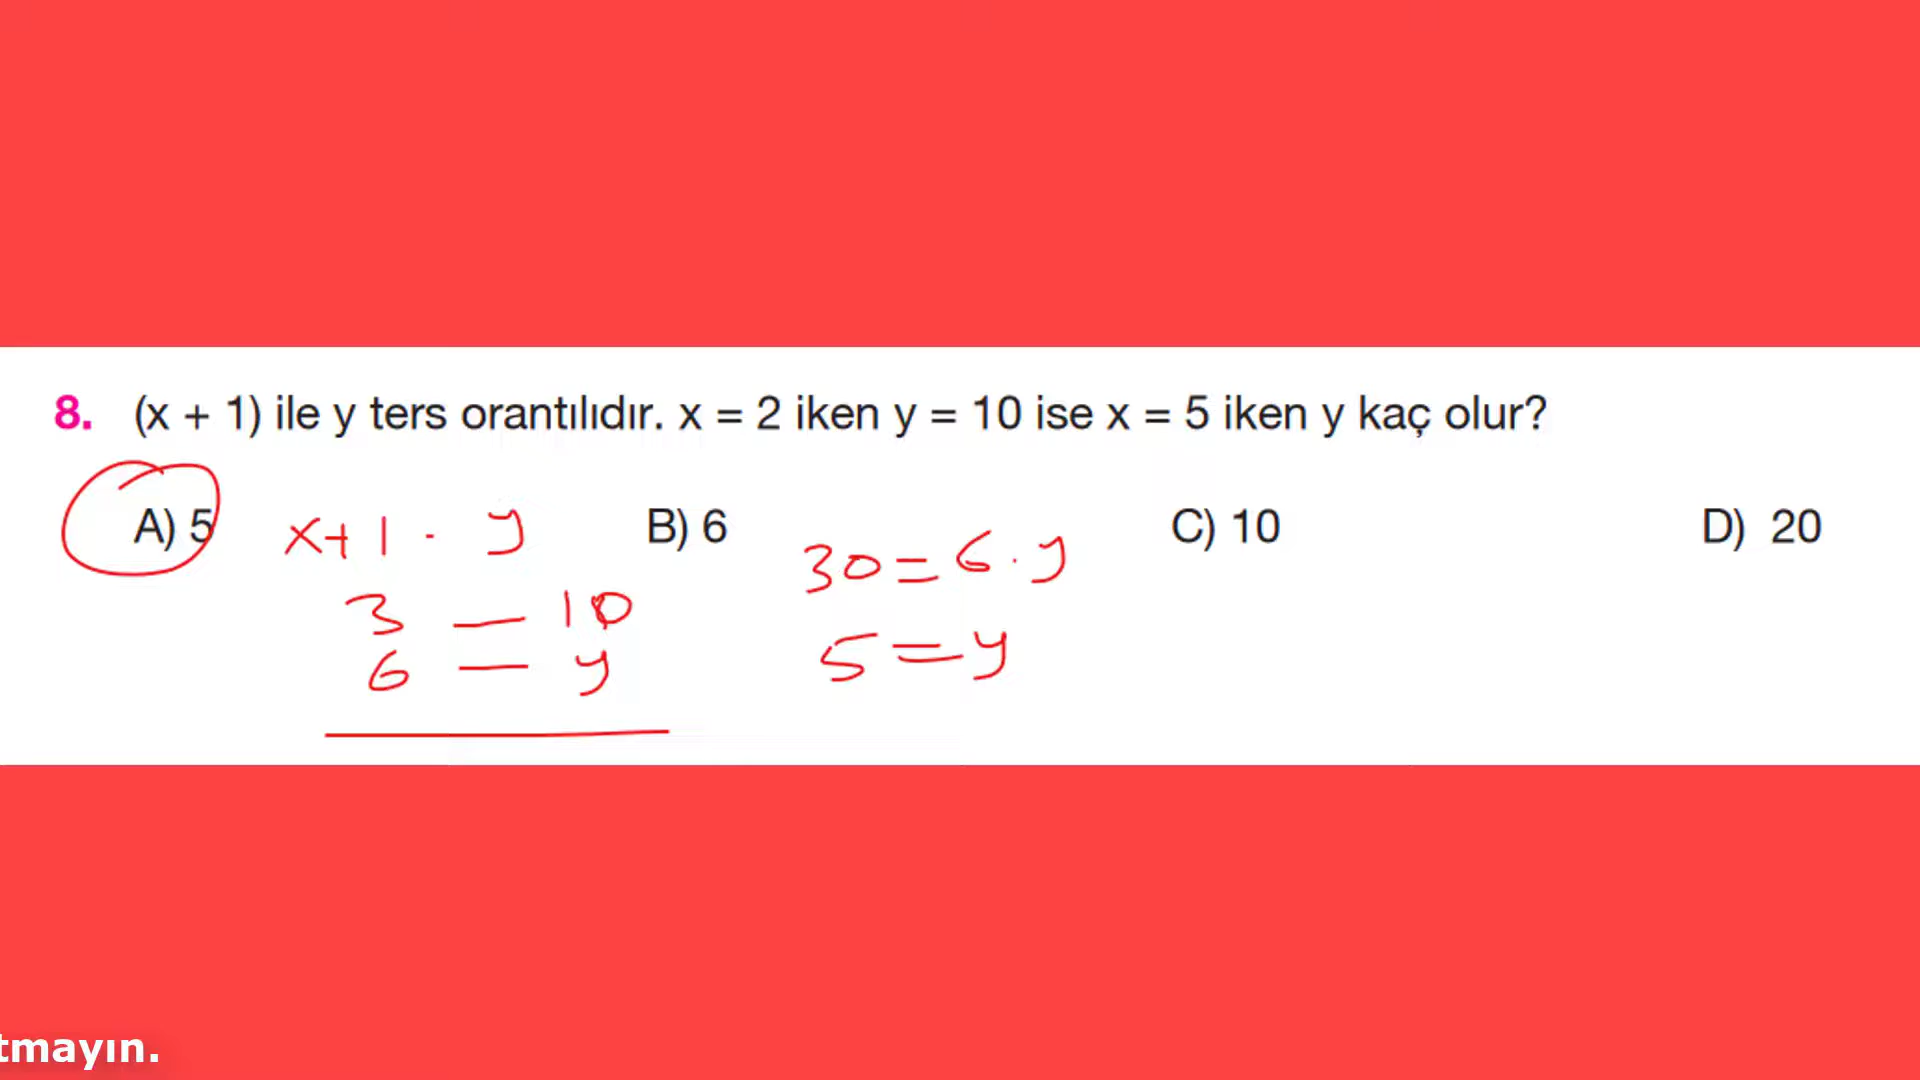 8. (x + 1) ile y ters orantılıdır. x = 2 iken y = 10 ise x = 5 iken y kaç olur?
A) 5 B) 6 C) 10 D) 20
x+1 . y
3 — 10
6 — y
30 = 6 . y
5 = y
tmayın.